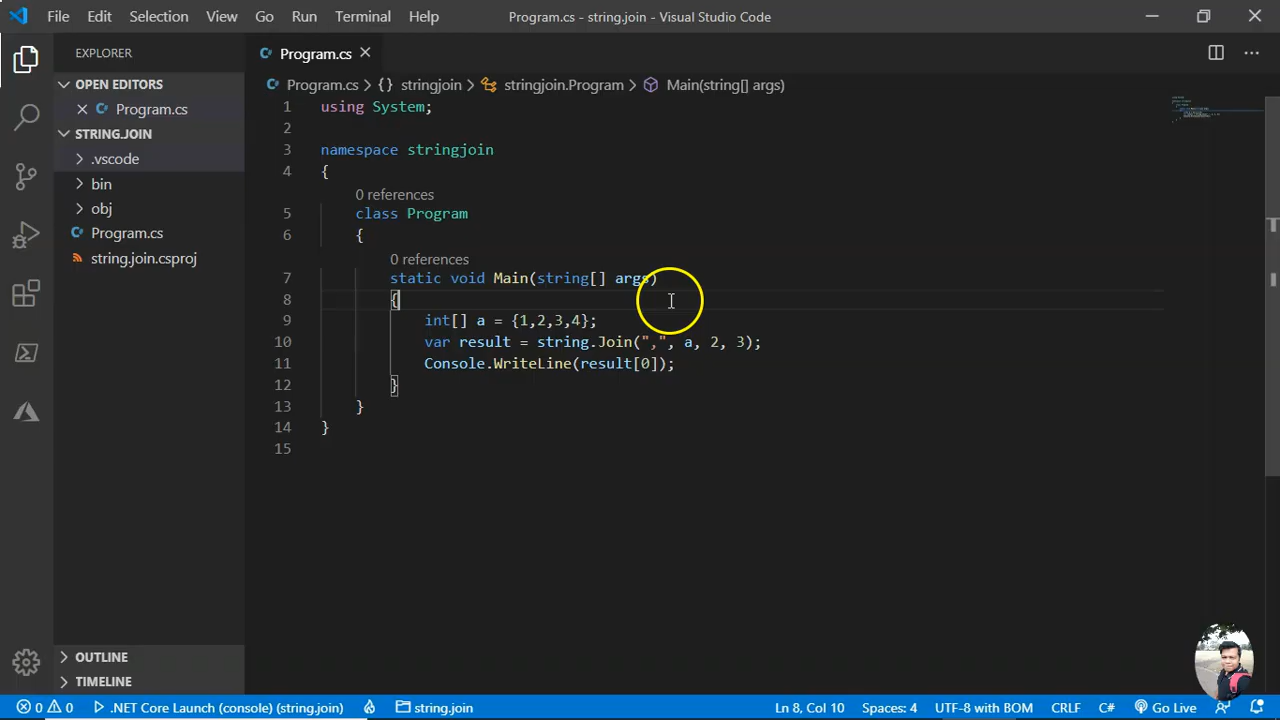 File Edit Selection View Go Run Terminal Help Program.cs - string.join - Visual Studio Code
EXPLORER
OPEN EDITORS
Program.cs
STRING.JOIN
.vscode
bin
obj
Program.cs
string.join.csproj
OUTLINE
TIMELINE
Program.cs
Program.cs > {} stringjoin > stringjoin.Program > Main(string[] args)
1 using System;
2
3 namespace stringjoin
4 {
0 references
5 class Program
6 {
0 references
7 static void Main(string[] args)
8 {
9 int[] a = {1,2,3,4};
10 var result = string.Join(",", a, 2, 3);
11 Console.WriteLine(result[0]);
12 }
13 }
14 }
15
0 0 .NET Core Launch (console) (string.join) string.join Ln 8, Col 10 Spaces: 4 UTF-8 with BOM CRLF C# Go Live